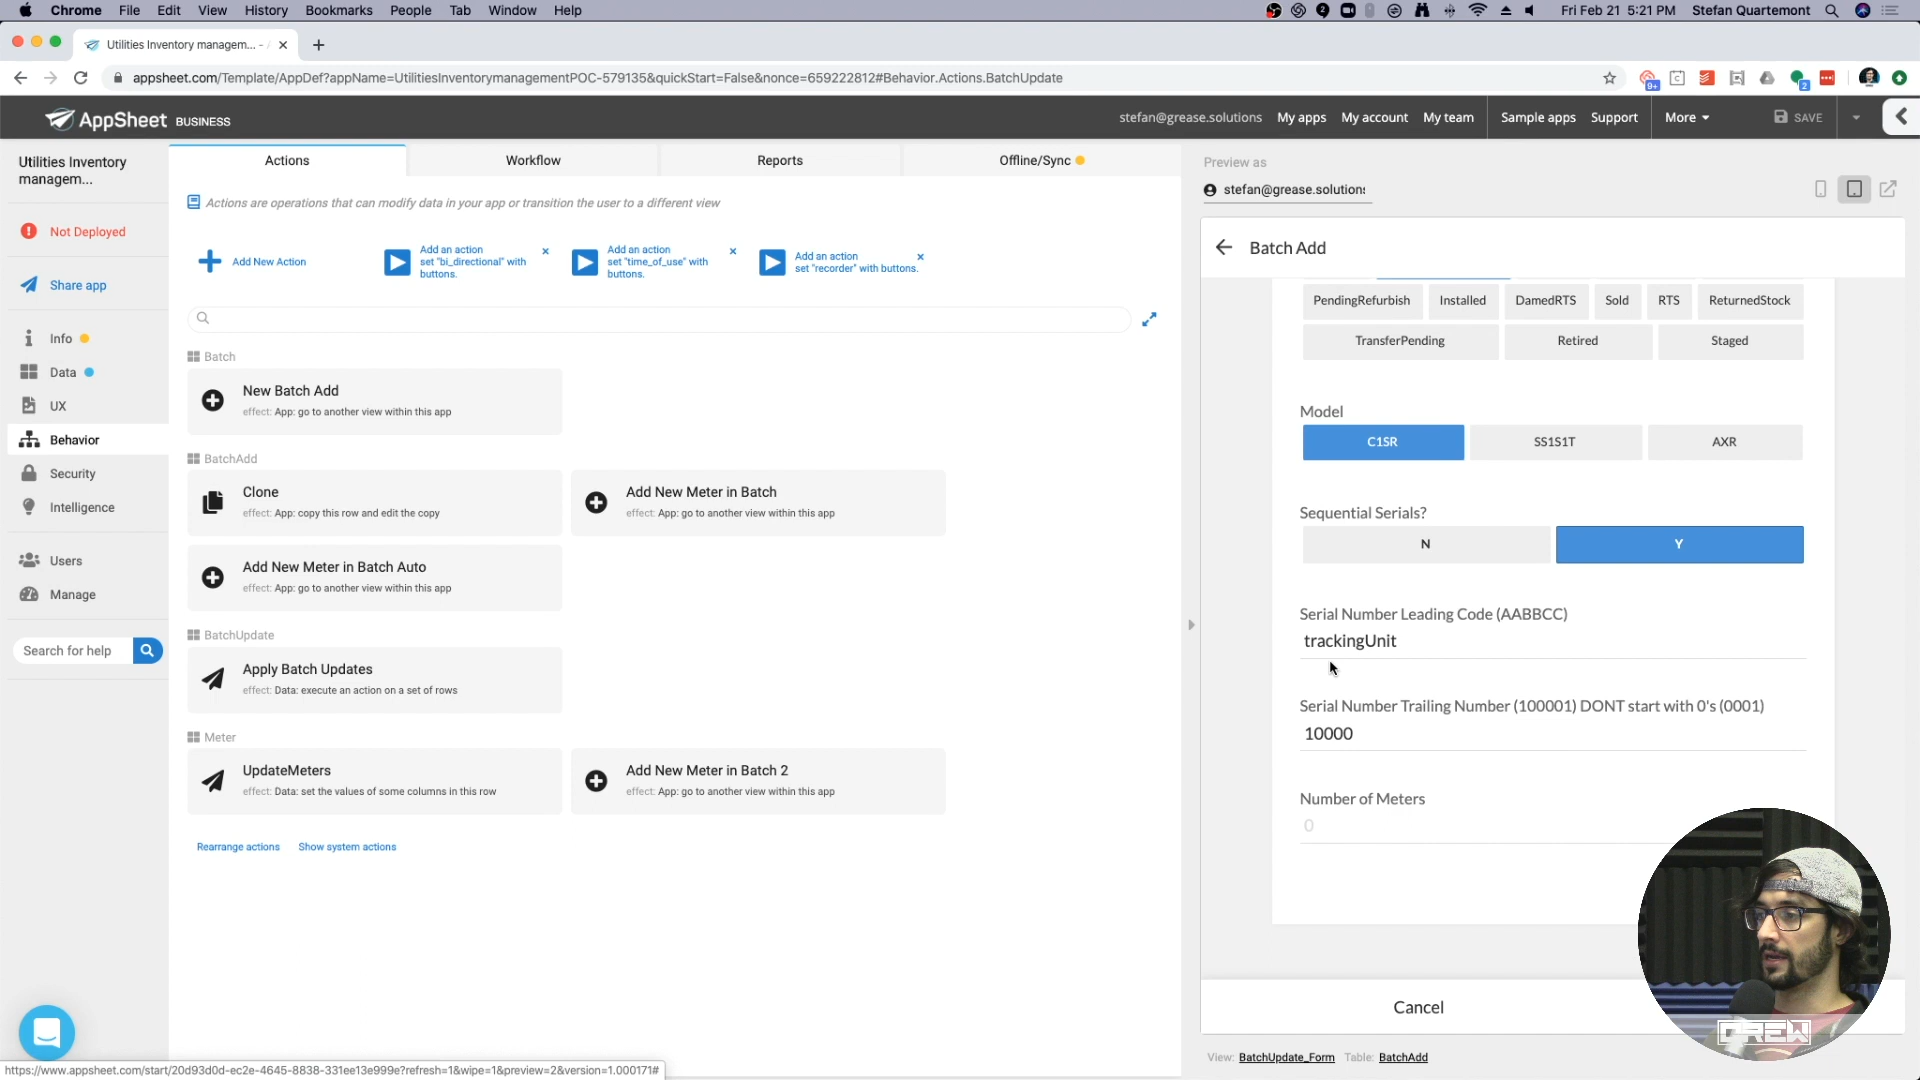 Chrome File Edit View History Bookmarks People Tab Window Help
Fri Feb 21 5:21 PM Stefan Quartemont
Utilities Inventory managem... - /
appsheet.com/Template/AppDef?appName=UtilitiesInventorymanagementPOC-579135&quickStart=False&nonce=659222812#Behavior.Actions.BatchUpdate
9+
2
AppSheet BUSINESS
stefan@grease.solutions My apps My account My team Sample apps Support More SAVE
Utilities Inventory
managem...
Not Deployed
Share app
Info
Data
UX
Behavior
Security
Intelligence
Users
Manage
Search for help
Actions Workflow Reports Offline/Sync
Actions are operations that can modify data in your app or transition the user to a different view
Add New Action
Add an action
set "bi_directional" with
buttons.
Add an action
set "time_of_use" with
buttons.
Add an action
set "recorder" with buttons.
Batch
New Batch Add
effect: App: go to another view within this app
BatchAdd
Clone
effect: App: copy this row and edit the copy
Add New Meter in Batch
effect: App: go to another view within this app
Add New Meter in Batch Auto
effect: App: go to another view within this app
BatchUpdate
Apply Batch Updates
effect: Data: execute an action on a set of rows
Meter
UpdateMeters
effect: Data: set the values of some columns in this row
Add New Meter in Batch 2
effect: App: go to another view within this app
Rearrange actions Show system actions
Preview as
stefan@grease.solutions
Batch Add
PendingRefurbish Installed DamedRTS Sold RTS ReturnedStock
TransferPending Retired Staged
Model
C1SR SS1S1T AXR
Sequential Serials?
N Y
Serial Number Leading Code (AABBCC)
trackingUnit
Serial Number Trailing Number (100001) DONT start with 0's (0001)
10000
Number of Meters
0
Cancel
View: BatchUpdate_Form Table: BatchAdd
QREW
https://www.appsheet.com/start/20d93d0d-ec2e-4645-8838-331ee13e999e?refresh=1&wipe=1&preview=2&version=1.000171#